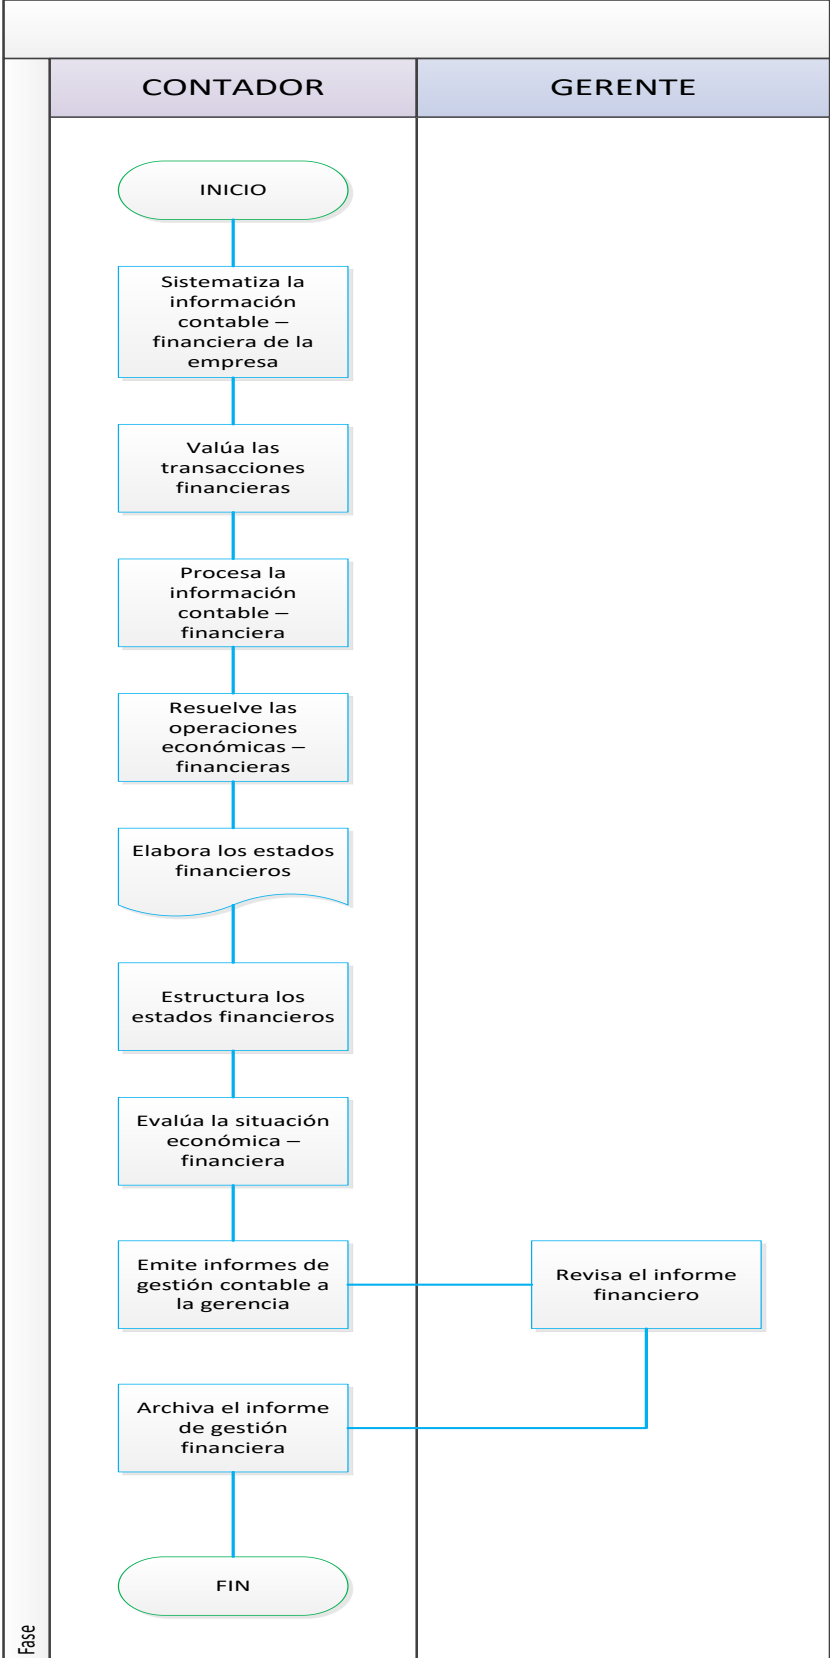 CONTADOR
GERENTE
INICIO
Sistematiza la
información
contable –
financiera de la
empresa
Valúa las
transacciones
financieras
Procesa la
información
contable –
financiera
Resuelve las
operaciones
económicas –
financieras
Elabora los estados
financieros
Estructura los
estados financieros
Evalúa la situación
económica –
financiera
Emite informes de
gestión contable a
la gerencia
Revisa el informe
financiero
Archiva el informe
de gestión
financiera
FIN
Fase